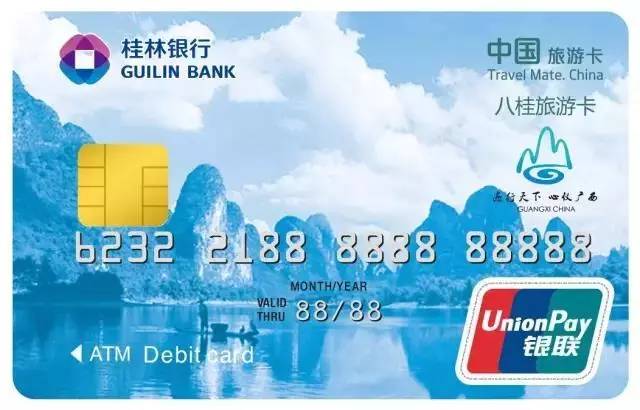 桂林银行
GUILIN BANK
中国 旅游卡
Travel Mate. China
八桂旅游卡
遍行天下 心仪广西
GUANGXI CHINA
6232 2188 8888 88888
MONTH/YEAR
VALID THRU 88/88
ATM Debit card
UnionPay
银联